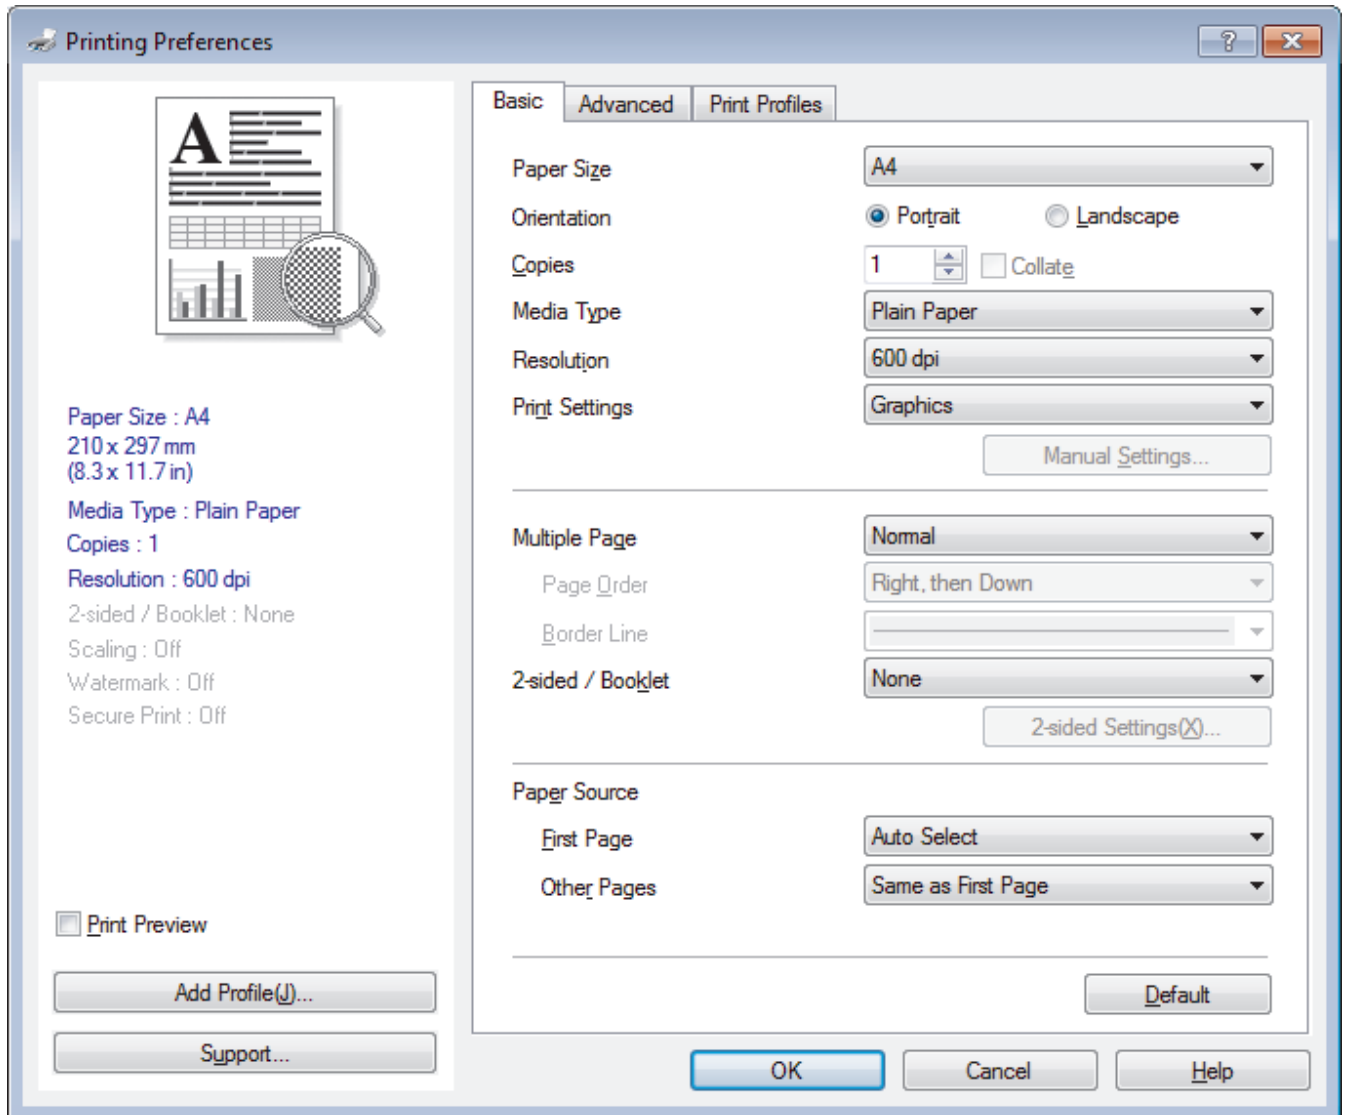 Printing Preferences
A
Paper Size : A4
210 x 297 mm
(8.3 x 11.7 in)
Media Type : Plain Paper
Copies : 1
Resolution : 600 dpi
2-sided / Booklet : None
Scaling : Off
Watermark : Off
Secure Print : Off
Print Preview
Add Profile(J)...
Support...
Basic Advanced Print Profiles
Paper Size A4
Orientation Portrait Landscape
Copies 1 Collate
Media Type Plain Paper
Resolution 600 dpi
Print Settings Graphics
Manual Settings...
Multiple Page Normal
Page Order Right, then Down
Border Line
2-sided / Booklet None
2-sided Settings(X)...
Paper Source
First Page Auto Select
Other Pages Same as First Page
Default
OK Cancel Help